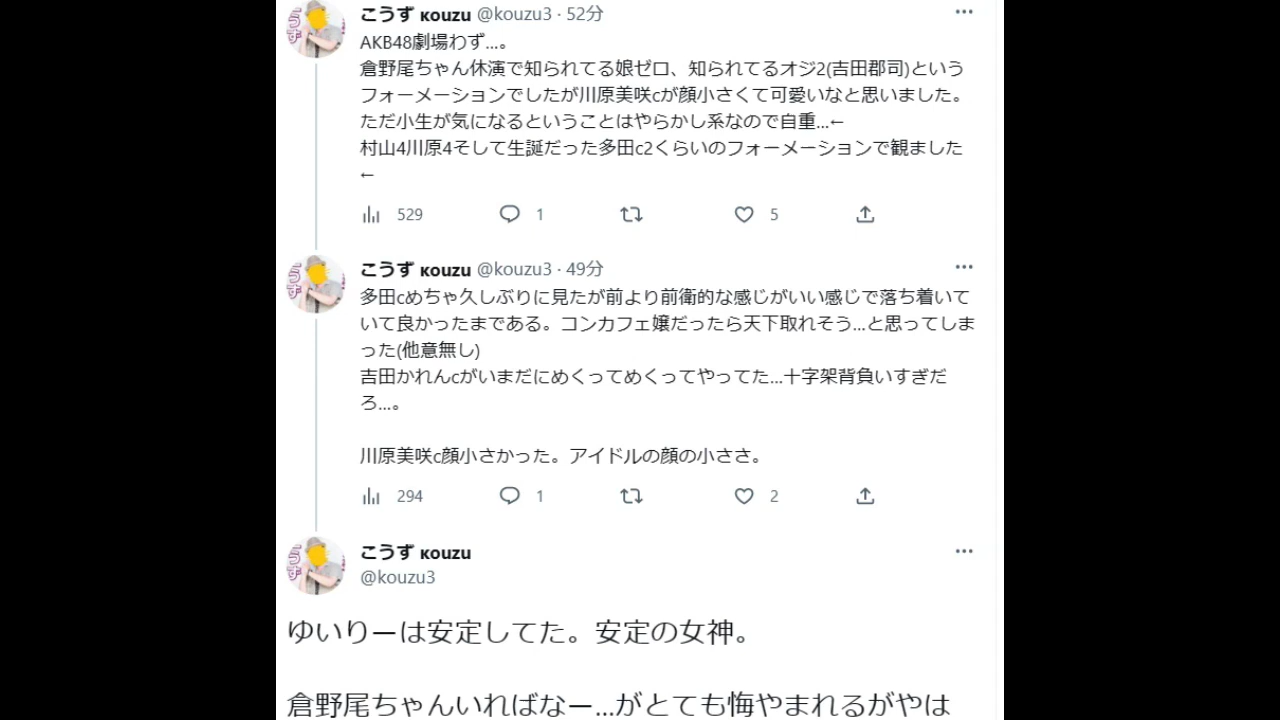 こうず кouzu @kouzu3 · 52分
AKB48劇場わず...。
倉野尾ちゃん休演で知られてる娘ゼロ、知られてるオジ2(吉田郡司)という
フォーメーションでしたが川原美咲cが顔小さくて可愛いなと思いました。
ただ小生が気になるということはやらかし系なので自重...←
村山4川原4そして生誕だった多田c2くらいのフォーメーションで観ました
←
529 1 5
こうず кouzu @kouzu3 · 49分
多田cめちゃ久しぶりに見たが前より前衛的な感じがいい感じで落ち着いて
いて良かったまである。コンカフェ嬢だったら天下取れそう...と思ってしま
った(他意無し)
吉田かれんcがいまだにめくってめくってやってた...十字架背負いすぎだ
ろ...。
川原美咲c顔小さかった。アイドルの顔の小ささ。
294 1 2
こうず кouzu
@kouzu3
ゆいりーは安定してた。安定の女神。
倉野尾ちゃんいればなー...がとても悔やまれるがやは